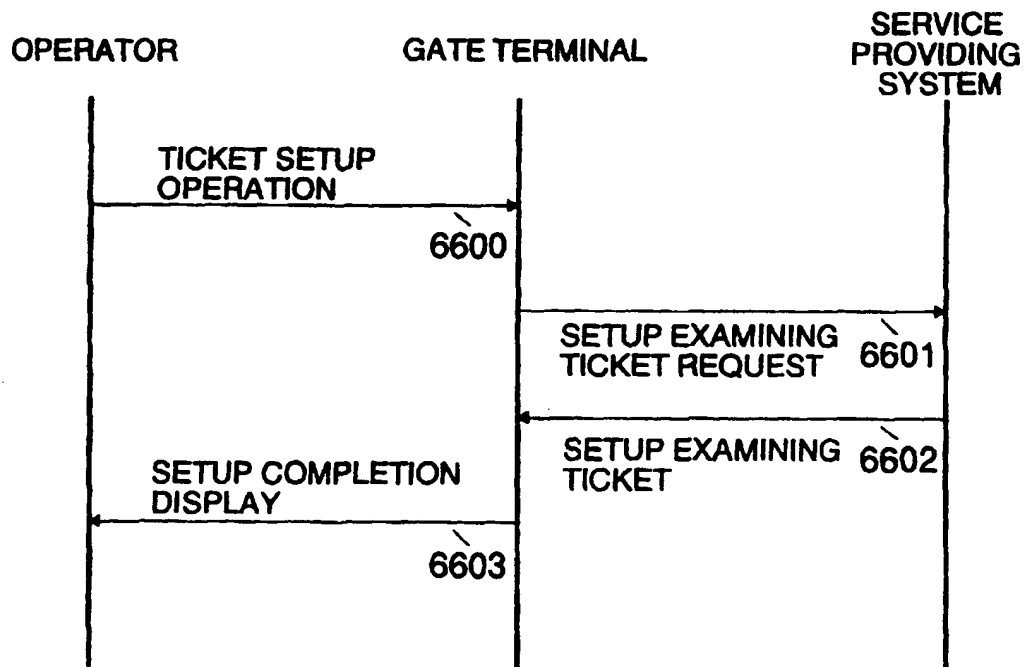 OPERATOR
GATE TERMINAL
SERVICE
PROVIDING
SYSTEM
TICKET SETUP
OPERATION
6600
SETUP EXAMINING
TICKET REQUEST
6601
SETUP EXAMINING
TICKET
6602
SETUP COMPLETION
DISPLAY
6603